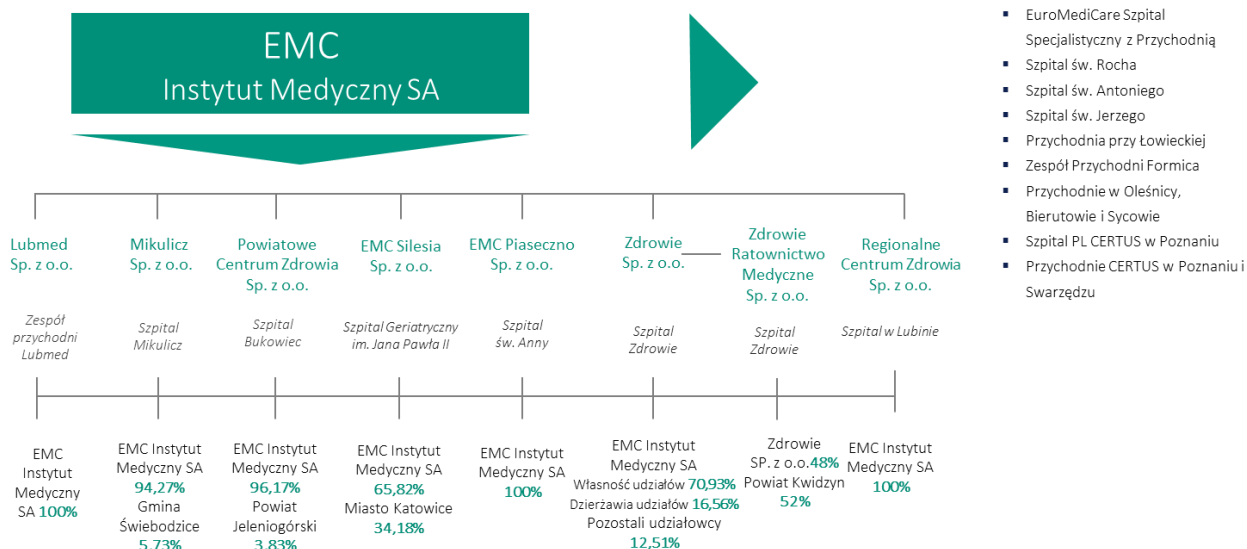 EMC
Instytut Medyczny SA
Lubmed
Sp. z o.o.
Mikulicz
Sp. z o.o.
Powiatowe
Centrum Zdrowia
Sp. z o.o.
EMC Silesia
Sp. z o.o.
EMC Piaseczno
Sp. z o.o.
Zdrowie
Sp. z o.o.
Zdrowie
Ratownictwo
Medyczne
Sp. z o.o.
Regionalne
Centrum Zdrowia
Sp. z o.o.
Zespół
przychodni
Lubmed
Szpital
Mikulicz
Szpital
Bukowiec
Szpital Geriatryczny
im. Jana Pawła II
Szpital
św. Anny
Szpital
Zdrowie
Szpital
Zdrowie
Szpital w Lubinie
EMC
Instytut
Medyczny
SA 100%
EMC Instytut
Medyczny SA
94,27%
Gmina
Świebodzice
5,73%
EMC Instytut
Medyczny SA
96,17%
Powiat
Jeleniogórski
3,83%
EMC Instytut
Medyczny SA
65,82%
Miasto Katowice
34,18%
EMC Instytut
Medyczny SA
100%
EMC Instytut
Medyczny SA
Własność udziałów 70,93%
Dzierżawia udziałów 16,56%
Pozostali udziałowcy
12,51%
Zdrowie
SP. z o.o.48%
Powiat Kwidzyn
52%
EMC Instytut
Medyczny SA
100%
▪ EuroMediCare Szpital
Specjalistyczny z Przychodnią
▪ Szpital św. Rocha
▪ Szpital św. Antoniego
▪ Szpital św. Jerzego
▪ Przychodnia przy Łowieckiej
▪ Zespół Przychodni Formica
▪ Przychodnie w Oleśnicy,
Bierutowie i Sycowie
▪ Szpital PL CERTUS w Poznaniu
▪ Przychodnie CERTUS w Poznaniu i
Swarzędzu